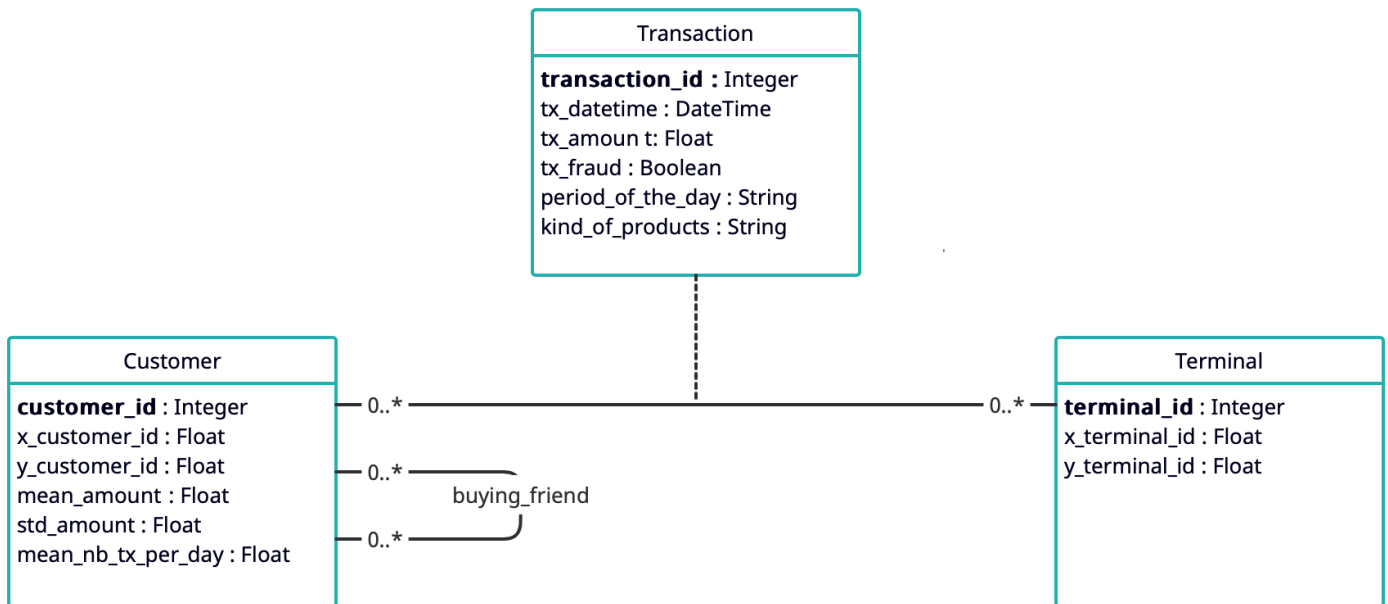 Transaction
transaction_id : Integer
tx_datetime : DateTime
tx_amoun t: Float
tx_fraud : Boolean
period_of_the_day : String
kind_of_products : String
Customer
customer_id : Integer
x_customer_id : Float
y_customer_id : Float
mean_amount : Float
std_amount : Float
mean_nb_tx_per_day : Float
0..*
0..*
0..*
buying_friend
0..*
Terminal
terminal_id : Integer
x_terminal_id : Float
y_terminal_id : Float